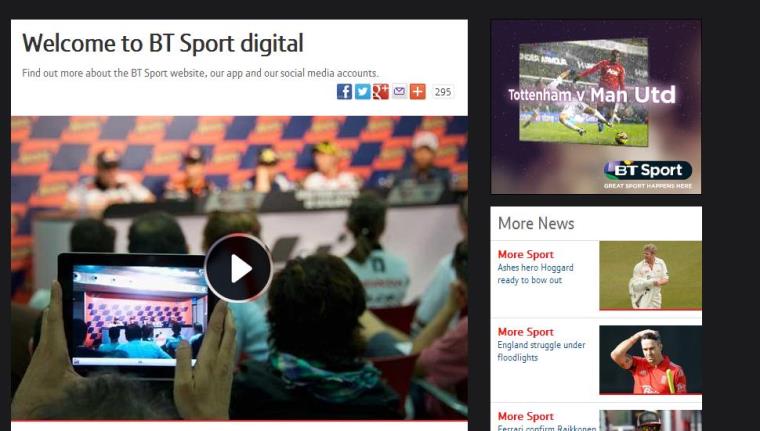 Welcome to BT Sport digital
Find out more about the BT Sport website, our app and our social media accounts.
295
Tottenham v Man Utd
BT Sport
GREAT SPORT HAPPENS HERE
More News
More Sport
Ashes hero Hoggard
ready to bow out
More Sport
England struggle under
floodlights
More Sport
Ferrari confirm Raikkonen